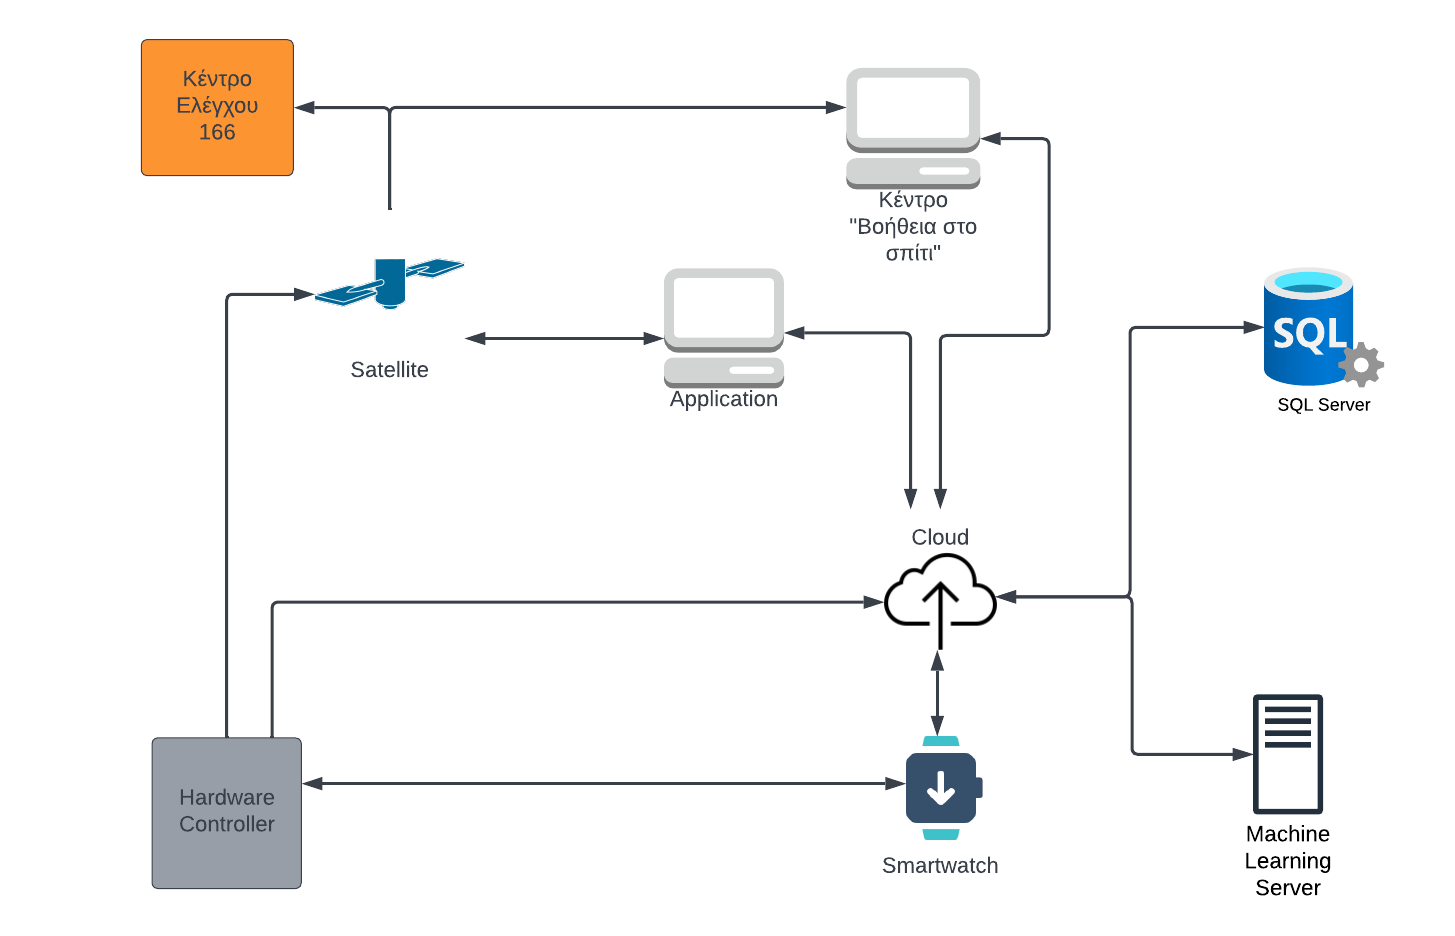 Κέντρο
Ελέγχου
166
Κέντρο
"Βοήθεια στο
σπίτι"
SQL
SQL Server
Satellite
Application
Cloud
Hardware
Controller
Smartwatch
Machine
Learning
Server